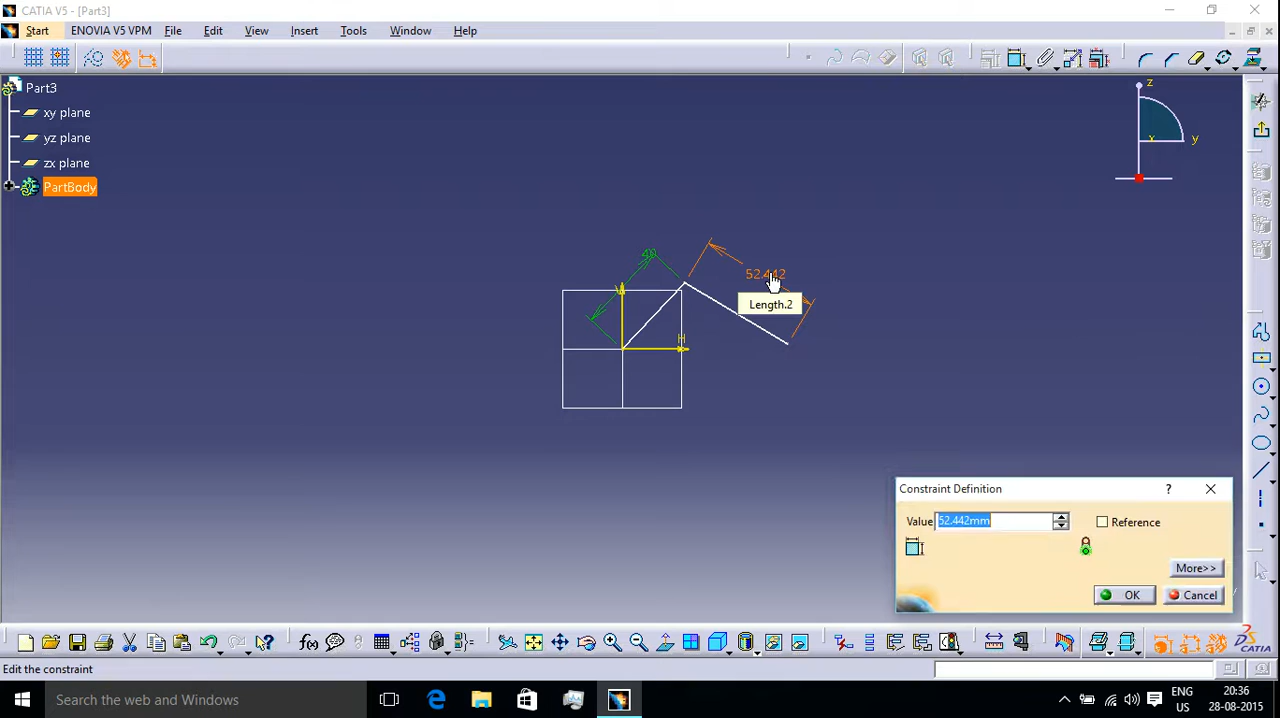 CATIA V5 - [Part3]
Start ENOVIA V5 VPM File Edit View Insert Tools Window Help
Part3
xy plane
yz plane
zx plane
PartBody
z
x
y
40
52.442
Length.2
V
H
Constraint Definition ?
Value 52.442mm Reference
More>>
OK Cancel
f(x)
CATIA
Edit the constraint
Search the web and Windows
ENG 20:36
US 28-08-2015